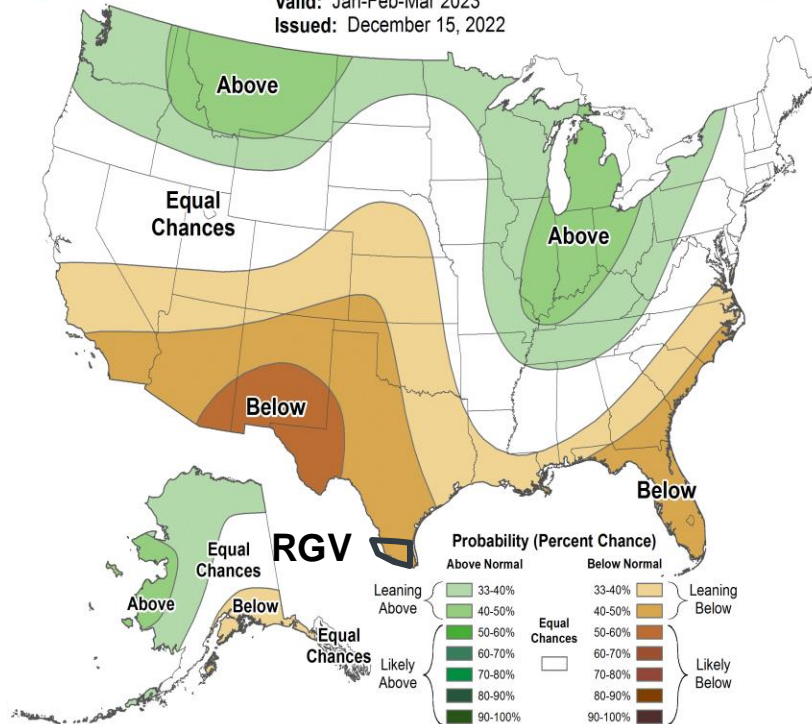 Valid: Jan-Feb-Mar 2023
Issued: December 15, 2022
Above
Equal
Chances
Above
Below
Below
RGV
Equal
Chances
Above
Below
Equal
Chances
Probability (Percent Chance)
Above Normal
Below Normal
Leaning
Above
33-40%
40-50%
50-60%
60-70%
70-80%
80-90%
90-100%
Likely
Above
Equal
Chances
33-40%
40-50%
50-60%
60-70%
70-80%
80-90%
90-100%
Leaning
Below
Likely
Below